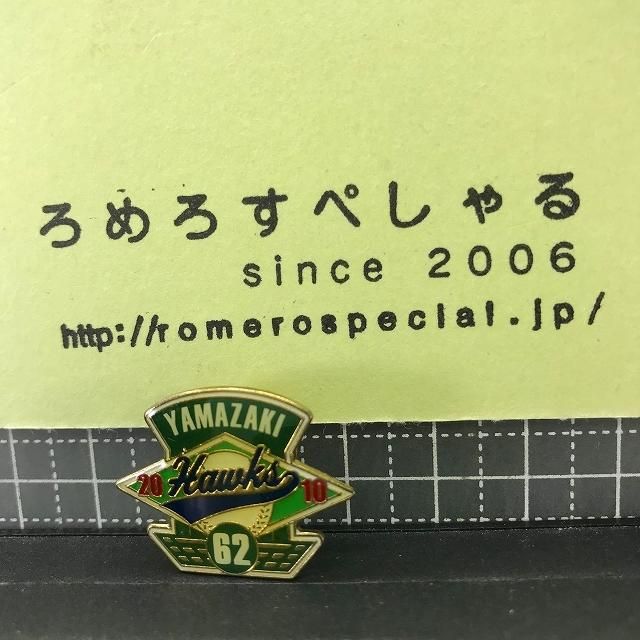 ろめろすぺしゃる
since 2006
http://romerospecial.jp/
YAMAZAKI
20 Hawks 10
62